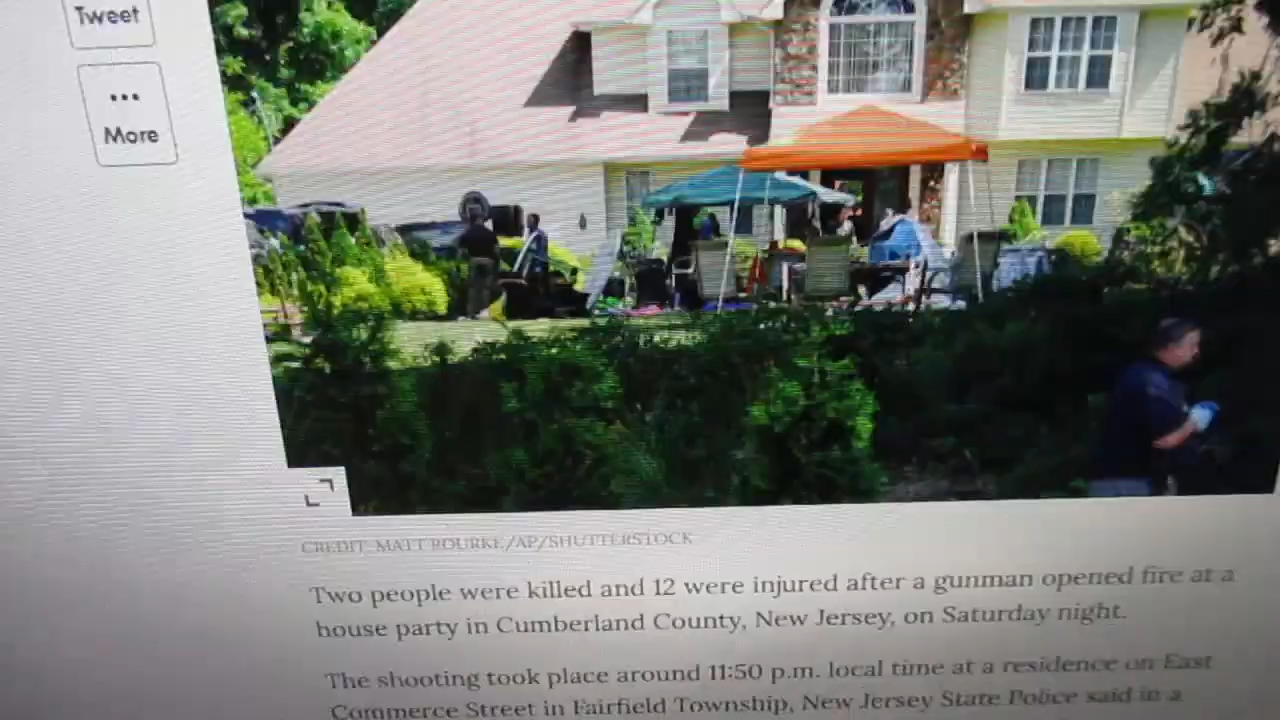 Tweet
•••
More
CREDIT: MATT ROURKE/AP/SHUTTERSTOCK
Two people were killed and 12 were injured after a gunman opened fire at a
house party in Cumberland County, New Jersey, on Saturday night.
The shooting took place around 11:50 p.m. local time at a residence on East
Commerce Street in Fairfield Township, New Jersey State Police said in a